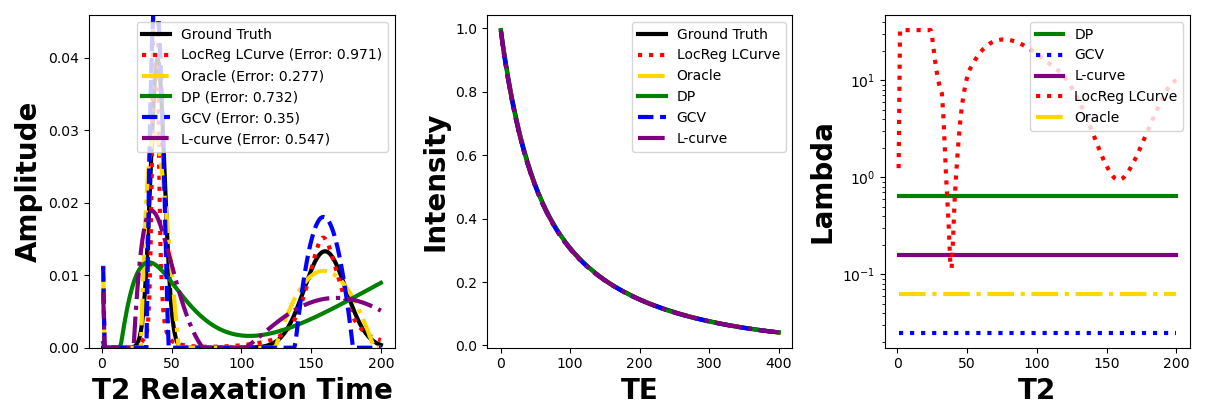 Amplitude
0.04
0.03
0.02
0.01
0.00
Ground Truth
LocReg LCurve (Error: 0.971)
Oracle (Error: 0.277)
DP (Error: 0.732)
GCV (Error: 0.35)
L-curve (Error: 0.547)
0 50 100 150 200
T2 Relaxation Time
Intensity
1.0
0.8
0.6
0.4
0.2
0.0
Ground Truth
LocReg LCurve
Oracle
DP
GCV
L-curve
0 100 200 300 400
TE
Lambda
10¹
10⁰
10⁻¹
DP
GCV
L-curve
LocReg LCurve
Oracle
0 50 100 150 200
T2